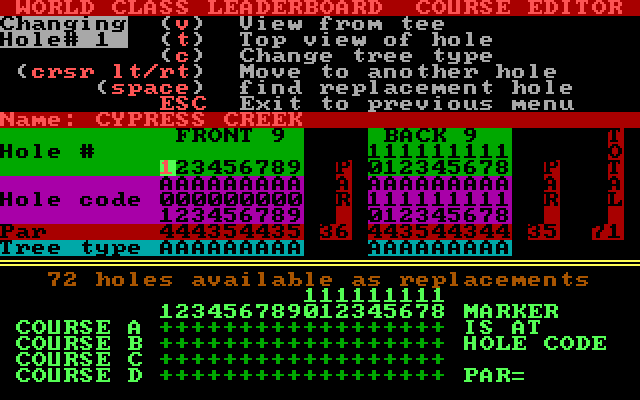 WORLD CLASS LEADERBOARD COURSE EDITOR
Changing (v) View from tee
Hole# 1 (t) Top view of hole
(c) Change tree type
(crsr lt/rt) Move to another hole
(space) find replacement hole
ESC Exit to previous menu
Name: CYPRESS CREEK
FRONT 9 BACK 9 T
Hole # 111111111 O
123456789 P 012345678 P T
AAAAAAAAA A AAAAAAAAA A A
Hole code 000000000 R 111111111 R L
123456789 012345678
Par 444354435 36 443544344 35 71
Tree type AAAAAAAAA AAAAAAAAA
72 holes available as replacements
111111111
123456789012345678 MARKER
COURSE A ++++++++++++++++++ IS AT
COURSE B ++++++++++++++++++ HOLE CODE
COURSE C ++++++++++++++++++
COURSE D ++++++++++++++++++ PAR=